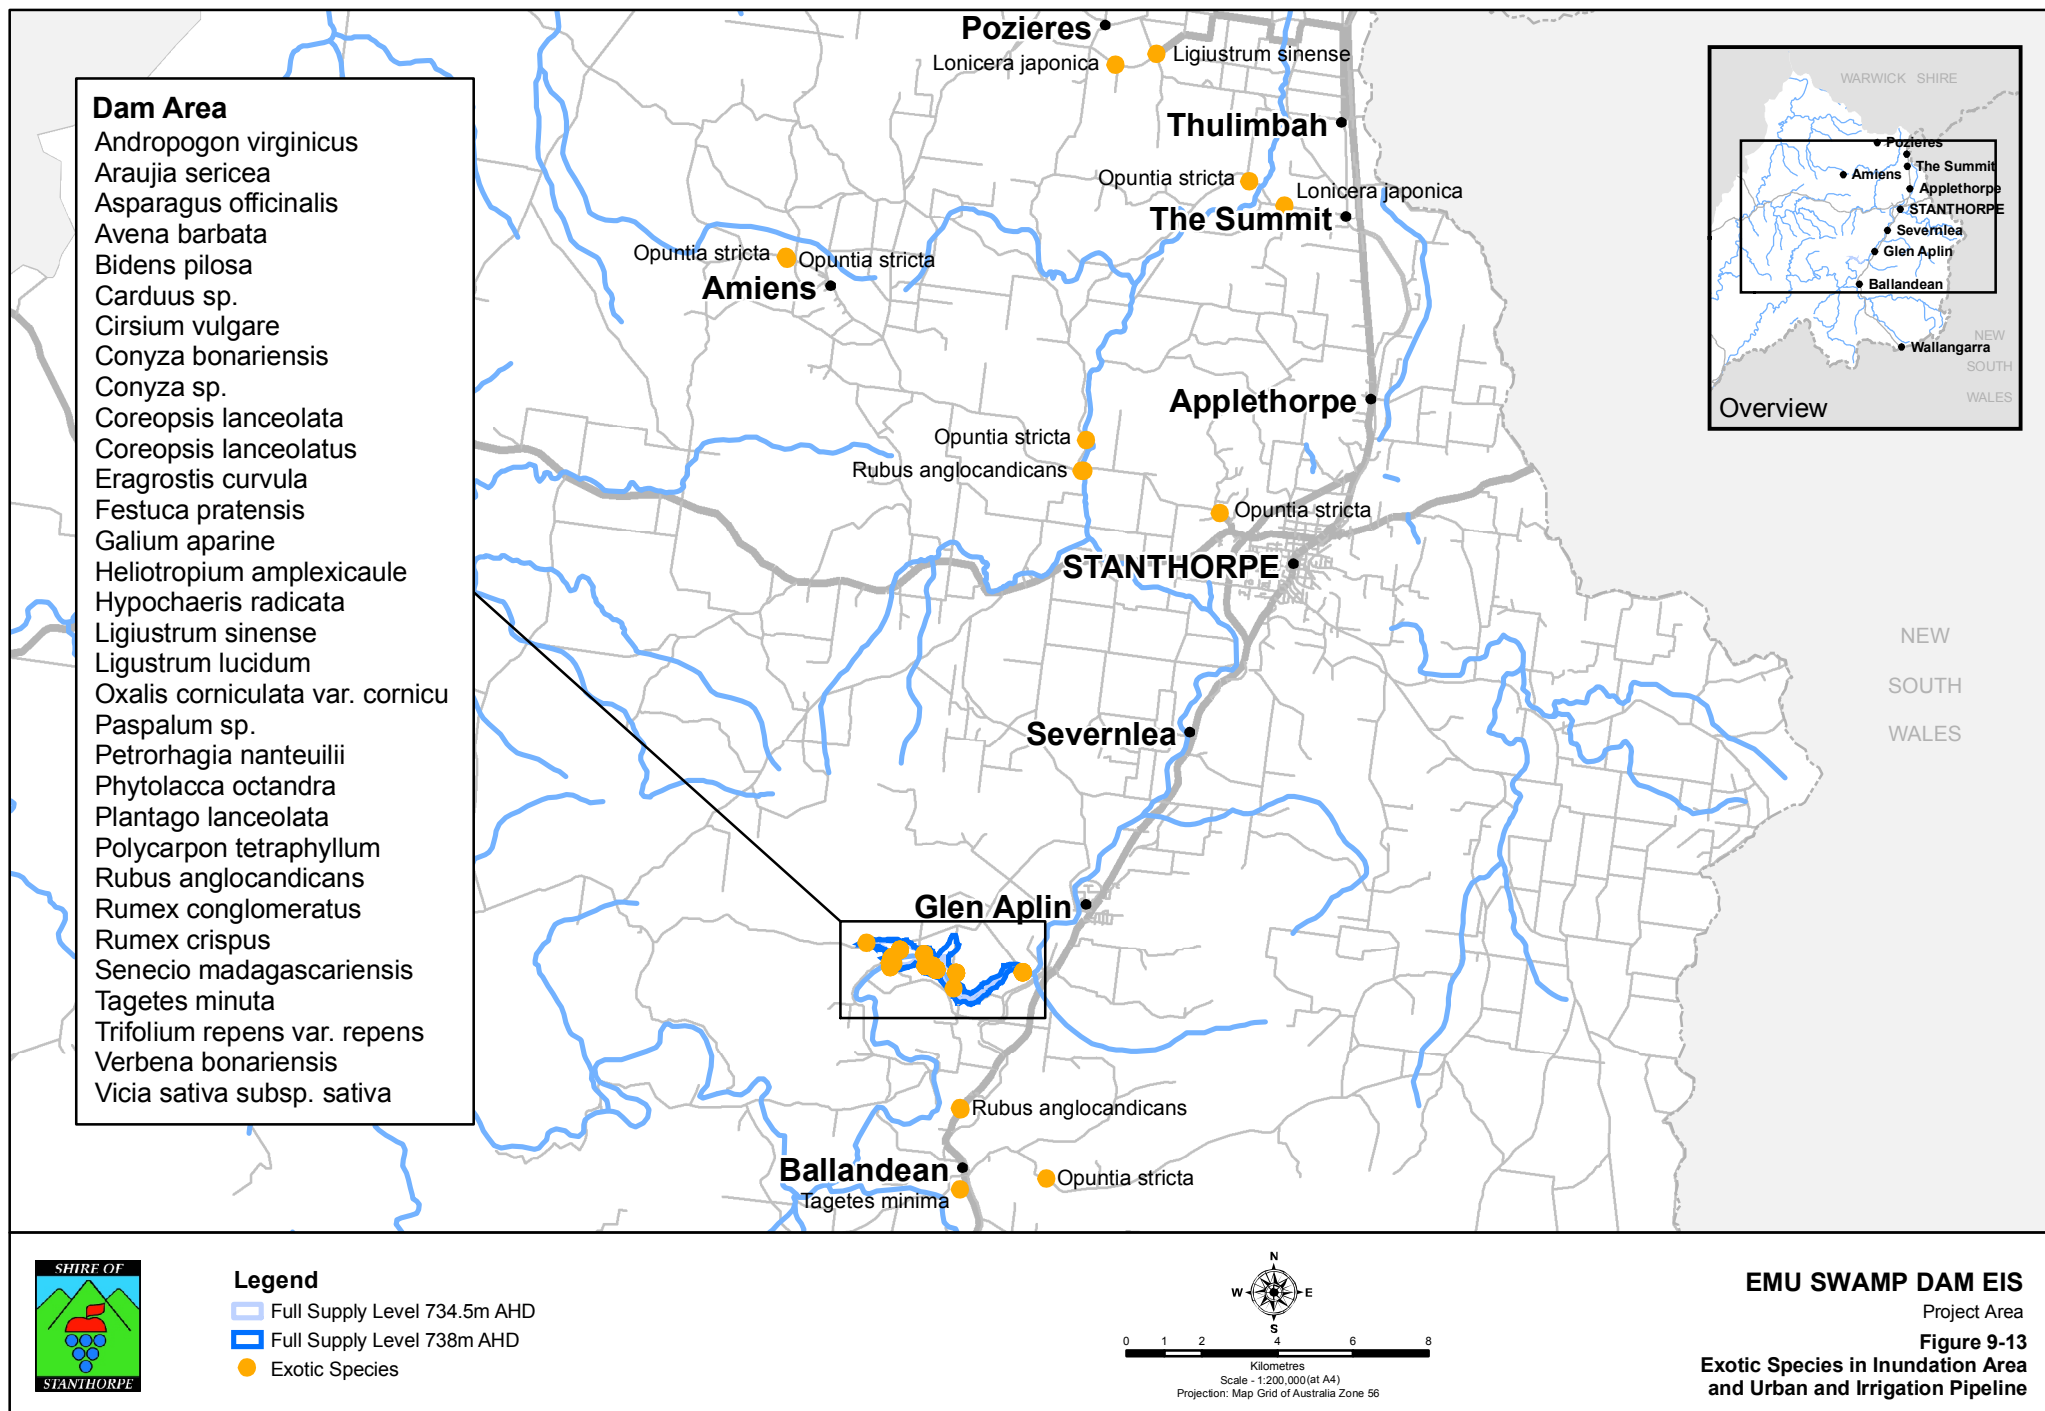 Dam Area
Andropogon virginicus
Araujia sericea
Asparagus officinalis
Avena barbata
Bidens pilosa
Carduus sp.
Cirsium vulgare
Conyza bonariensis
Conyza sp.
Coreopsis lanceolata
Coreopsis lanceolatus
Eragrostis curvula
Festuca pratensis
Galium aparine
Heliotropium amplexicaule
Hypochaeris radicata
Ligiustrum sinense
Ligustrum lucidum
Oxalis corniculata var. cornicu
Paspalum sp.
Petrorhagia nanteuilii
Phytolacca octandra
Plantago lanceolata
Polycarpon tetraphyllum
Rubus anglocandicans
Rumex conglomeratus
Rumex crispus
Senecio madagascariensis
Tagetes minuta
Trifolium repens var. repens
Verbena bonariensis
Vicia sativa subsp. sativa
Pozieres
Lonicera japonica
Ligiustrum sinense
Thulimbah
Opuntia stricta
Lonicera japonica
The Summit
Opuntia stricta
Opuntia stricta
Amiens
Applethorpe
Opuntia stricta
Rubus anglocandicans
Opuntia stricta
STANTHORPE
Severnlea
Glen Aplin
Rubus anglocandicans
Ballandean
Opuntia stricta
Tagetes minima
NEW
SOUTH
WALES
WARWICK SHIRE
Pozieres
The Summit
Amiens
Applethorpe
STANTHORPE
Severnlea
Glen Aplin
Ballandean
NEW
Wallangarra
SOUTH
WALES
Overview
SHIRE OF
STANTHORPE
Legend
Full Supply Level 734.5m AHD
Full Supply Level 738m AHD
Exotic Species
N
W E
S
0 1 2 4 6 8
Kilometres
Scale - 1:200,000 (at A4)
Projection: Map Grid of Australia Zone 56
EMU SWAMP DAM EIS
Project Area
Figure 9-13
Exotic Species in Inundation Area
and Urban and Irrigation Pipeline